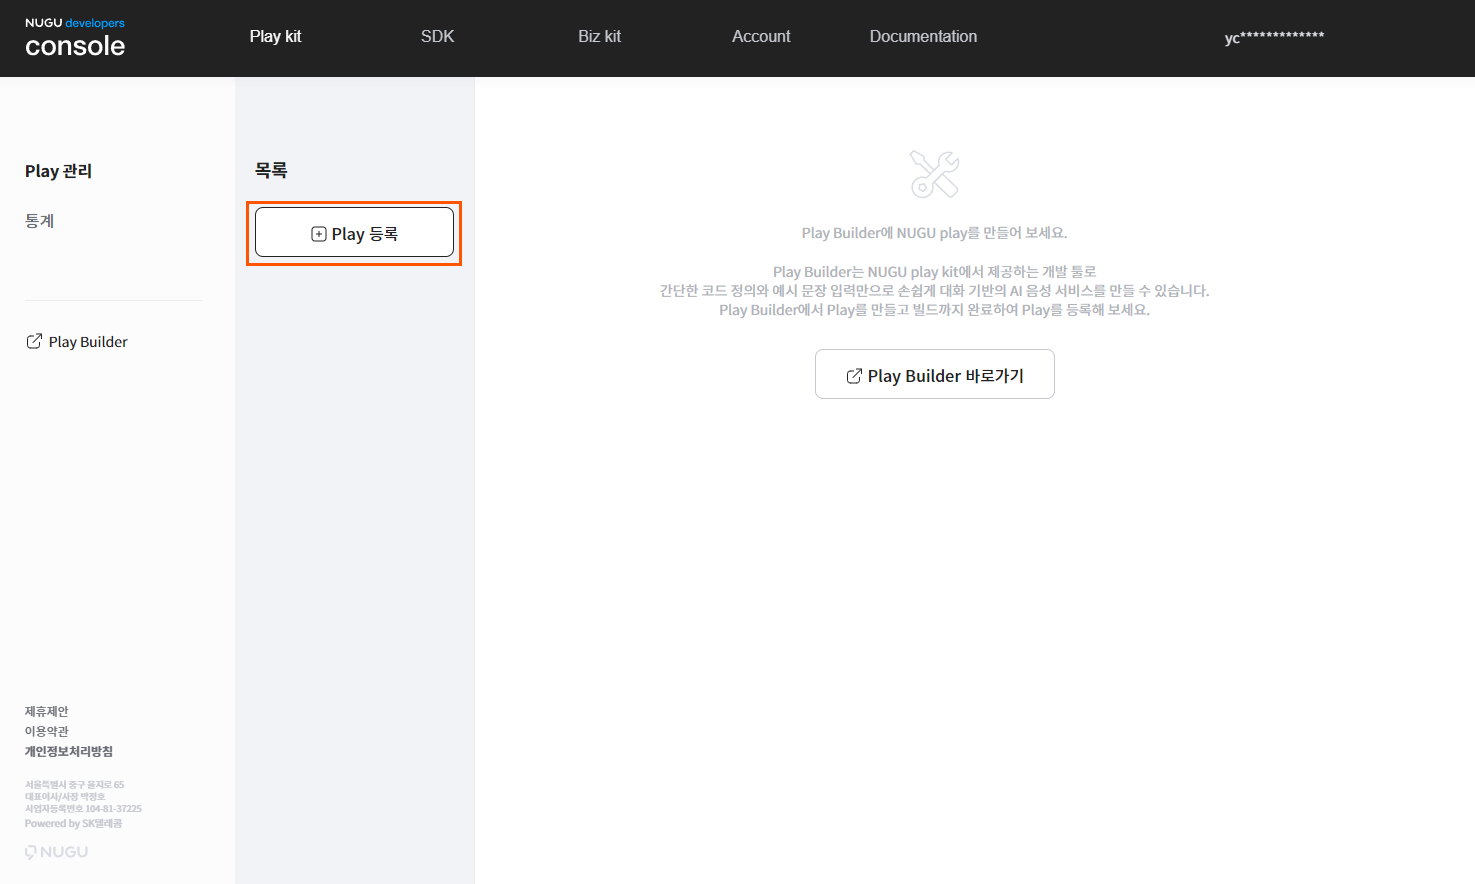 NUGU developers
console
Play kit
SDK
Biz kit
Account
Documentation
yc*************
Play 관리
통계
Play Builder
제휴제안
이용약관
개인정보처리방침
서울특별시 중구 을지로 65
대표이사/사장 박정호
사업자등록번호 104-81-37225
Powered by SK텔레콤
NUGU
목록
Play 등록
Play Builder에 NUGU play를 만들어 보세요.
Play Builder는 NUGU play kit에서 제공하는 개발 툴로
간단한 코드 정의와 예시 문장 입력만으로 손쉽게 대화 기반의 AI 음성 서비스를 만들 수 있습니다.
Play Builder에서 Play를 만들고 빌드까지 완료하여 Play를 등록해 보세요.
Play Builder 바로가기